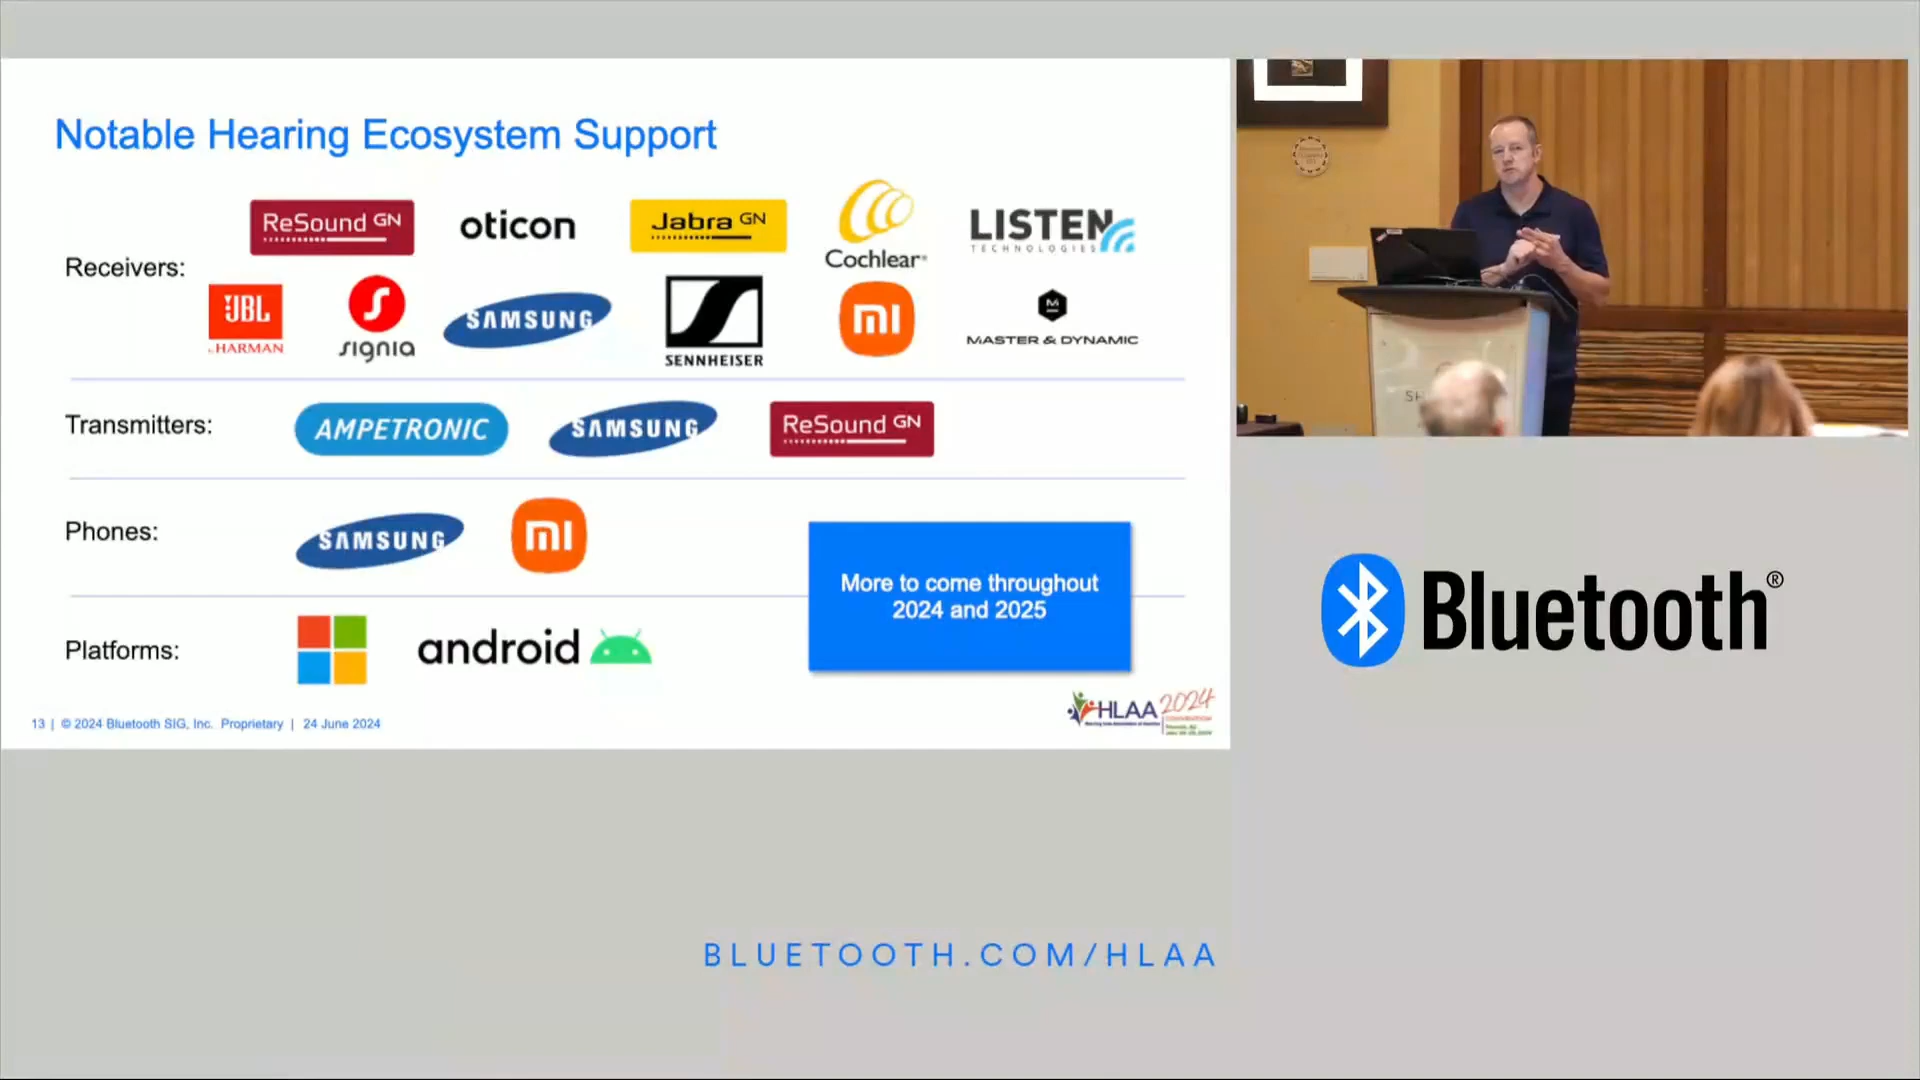 Notable Hearing Ecosystem Support
Receivers:
ReSound GN
oticon
Jabra GN
Cochlear®
LISTEN
TECHNOLOGIES
JBL
by HARMAN
signia
SAMSUNG
SENNHEISER
MI
M
MASTER & DYNAMIC
Transmitters:
AMPETRONIC
SAMSUNG
ReSound GN
Phones:
SAMSUNG
MI
More to come throughout
2024 and 2025
Platforms:
android
13 | © 2024 Bluetooth SIG, Inc. Proprietary | 24 June 2024
HLAA 2024
SH
Bluetooth®
BLUETOOTH.COM/HLAA